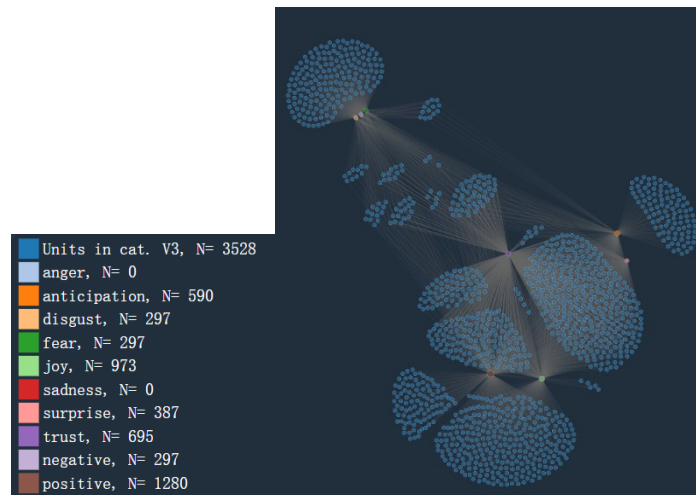 Units in cat. V3, N= 3528
anger, N= 0
anticipation, N= 590
disgust, N= 297
fear, N= 297
joy, N= 973
sadness, N= 0
surprise, N= 387
trust, N= 695
negative, N= 297
positive, N= 1280